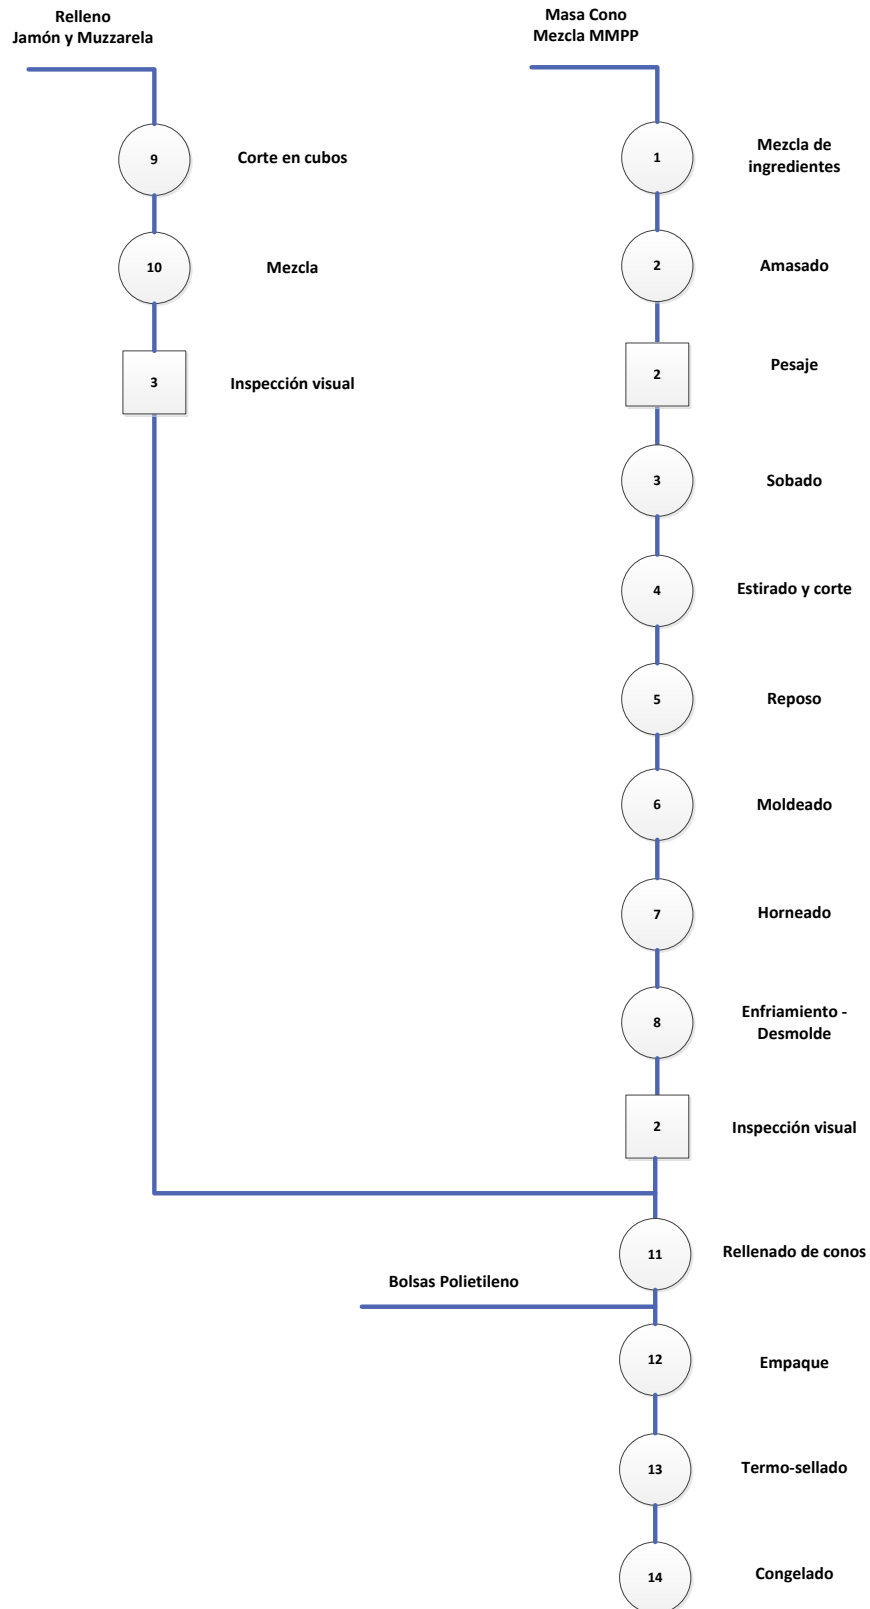 Relleno
Jamón y Muzzarela
9
Corte en cubos
10
Mezcla
3
Inspección visual
Masa Cono
Mezcla MMPP
1
Mezcla de
ingredientes
2
Amasado
2
Pesaje
3
Sobado
4
Estirado y corte
5
Reposo
6
Moldeado
7
Horneado
8
Enfriamiento -
Desmolde
2
Inspección visual
11
Rellenado de conos
Bolsas Polietileno
12
Empaque
13
Termo-sellado
14
Congelado